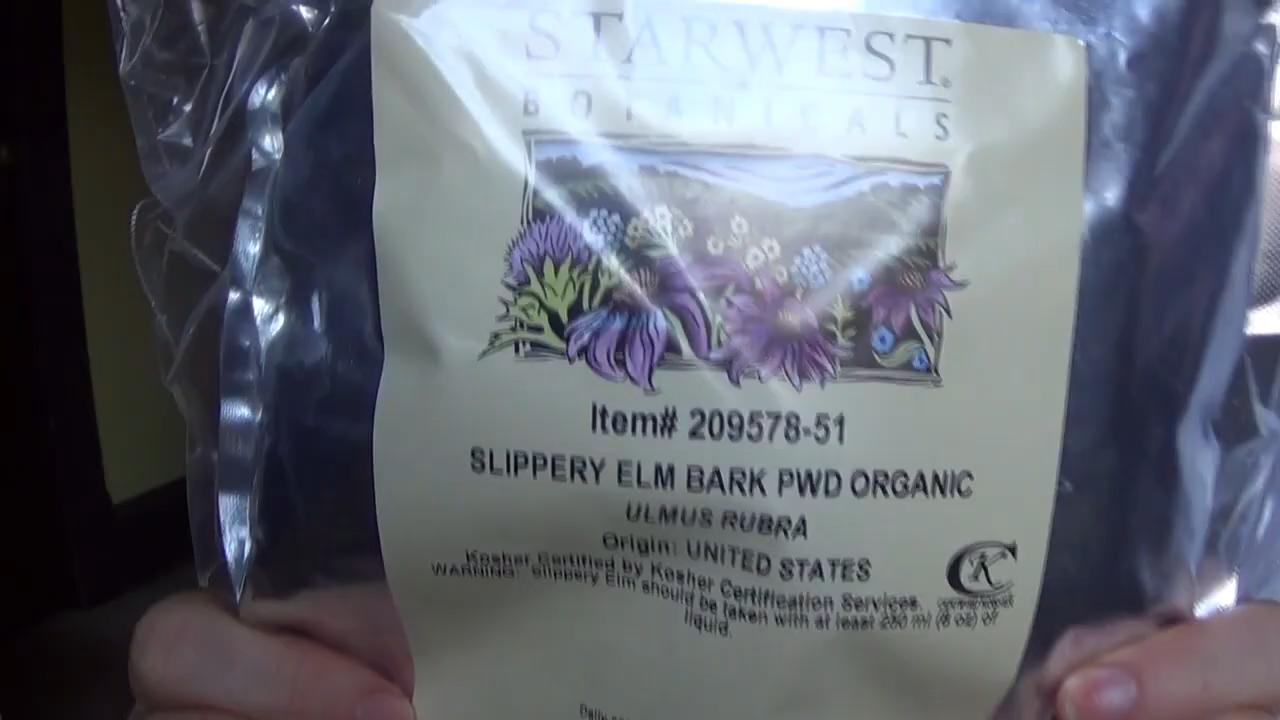 STARWEST
BOTANICALS
Item# 209578-51
SLIPPERY ELM BARK PWD ORGANIC
ULMUS RUBRA
Origin: UNITED STATES
Kosher Certified by Kosher Certification Services.
WARNING: Slippery Elm should be taken with at least 250 ml (8 oz) of
liquid.
CK